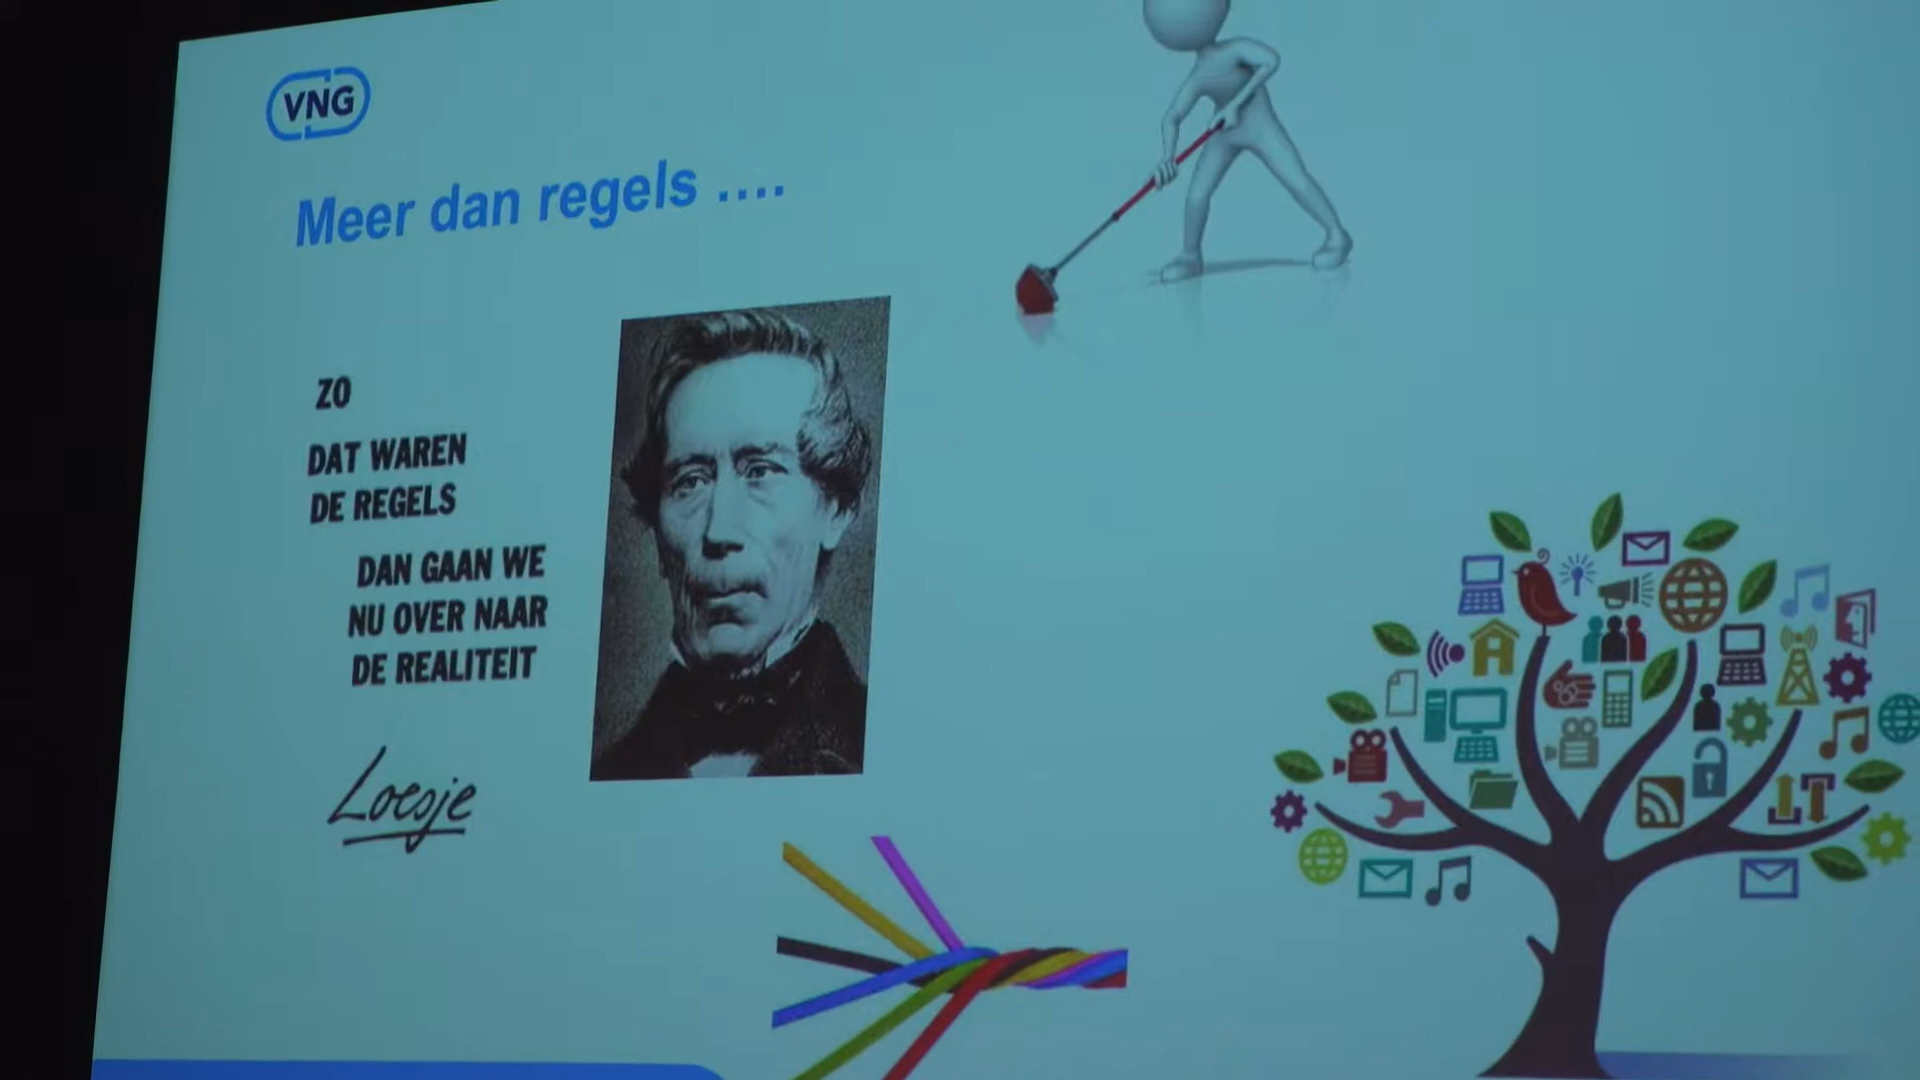 VNG
Meer dan regels ....
ZO
DAT WAREN
DE REGELS
DAN GAAN WE
NU OVER NAAR
DE REALITEIT
Loesje